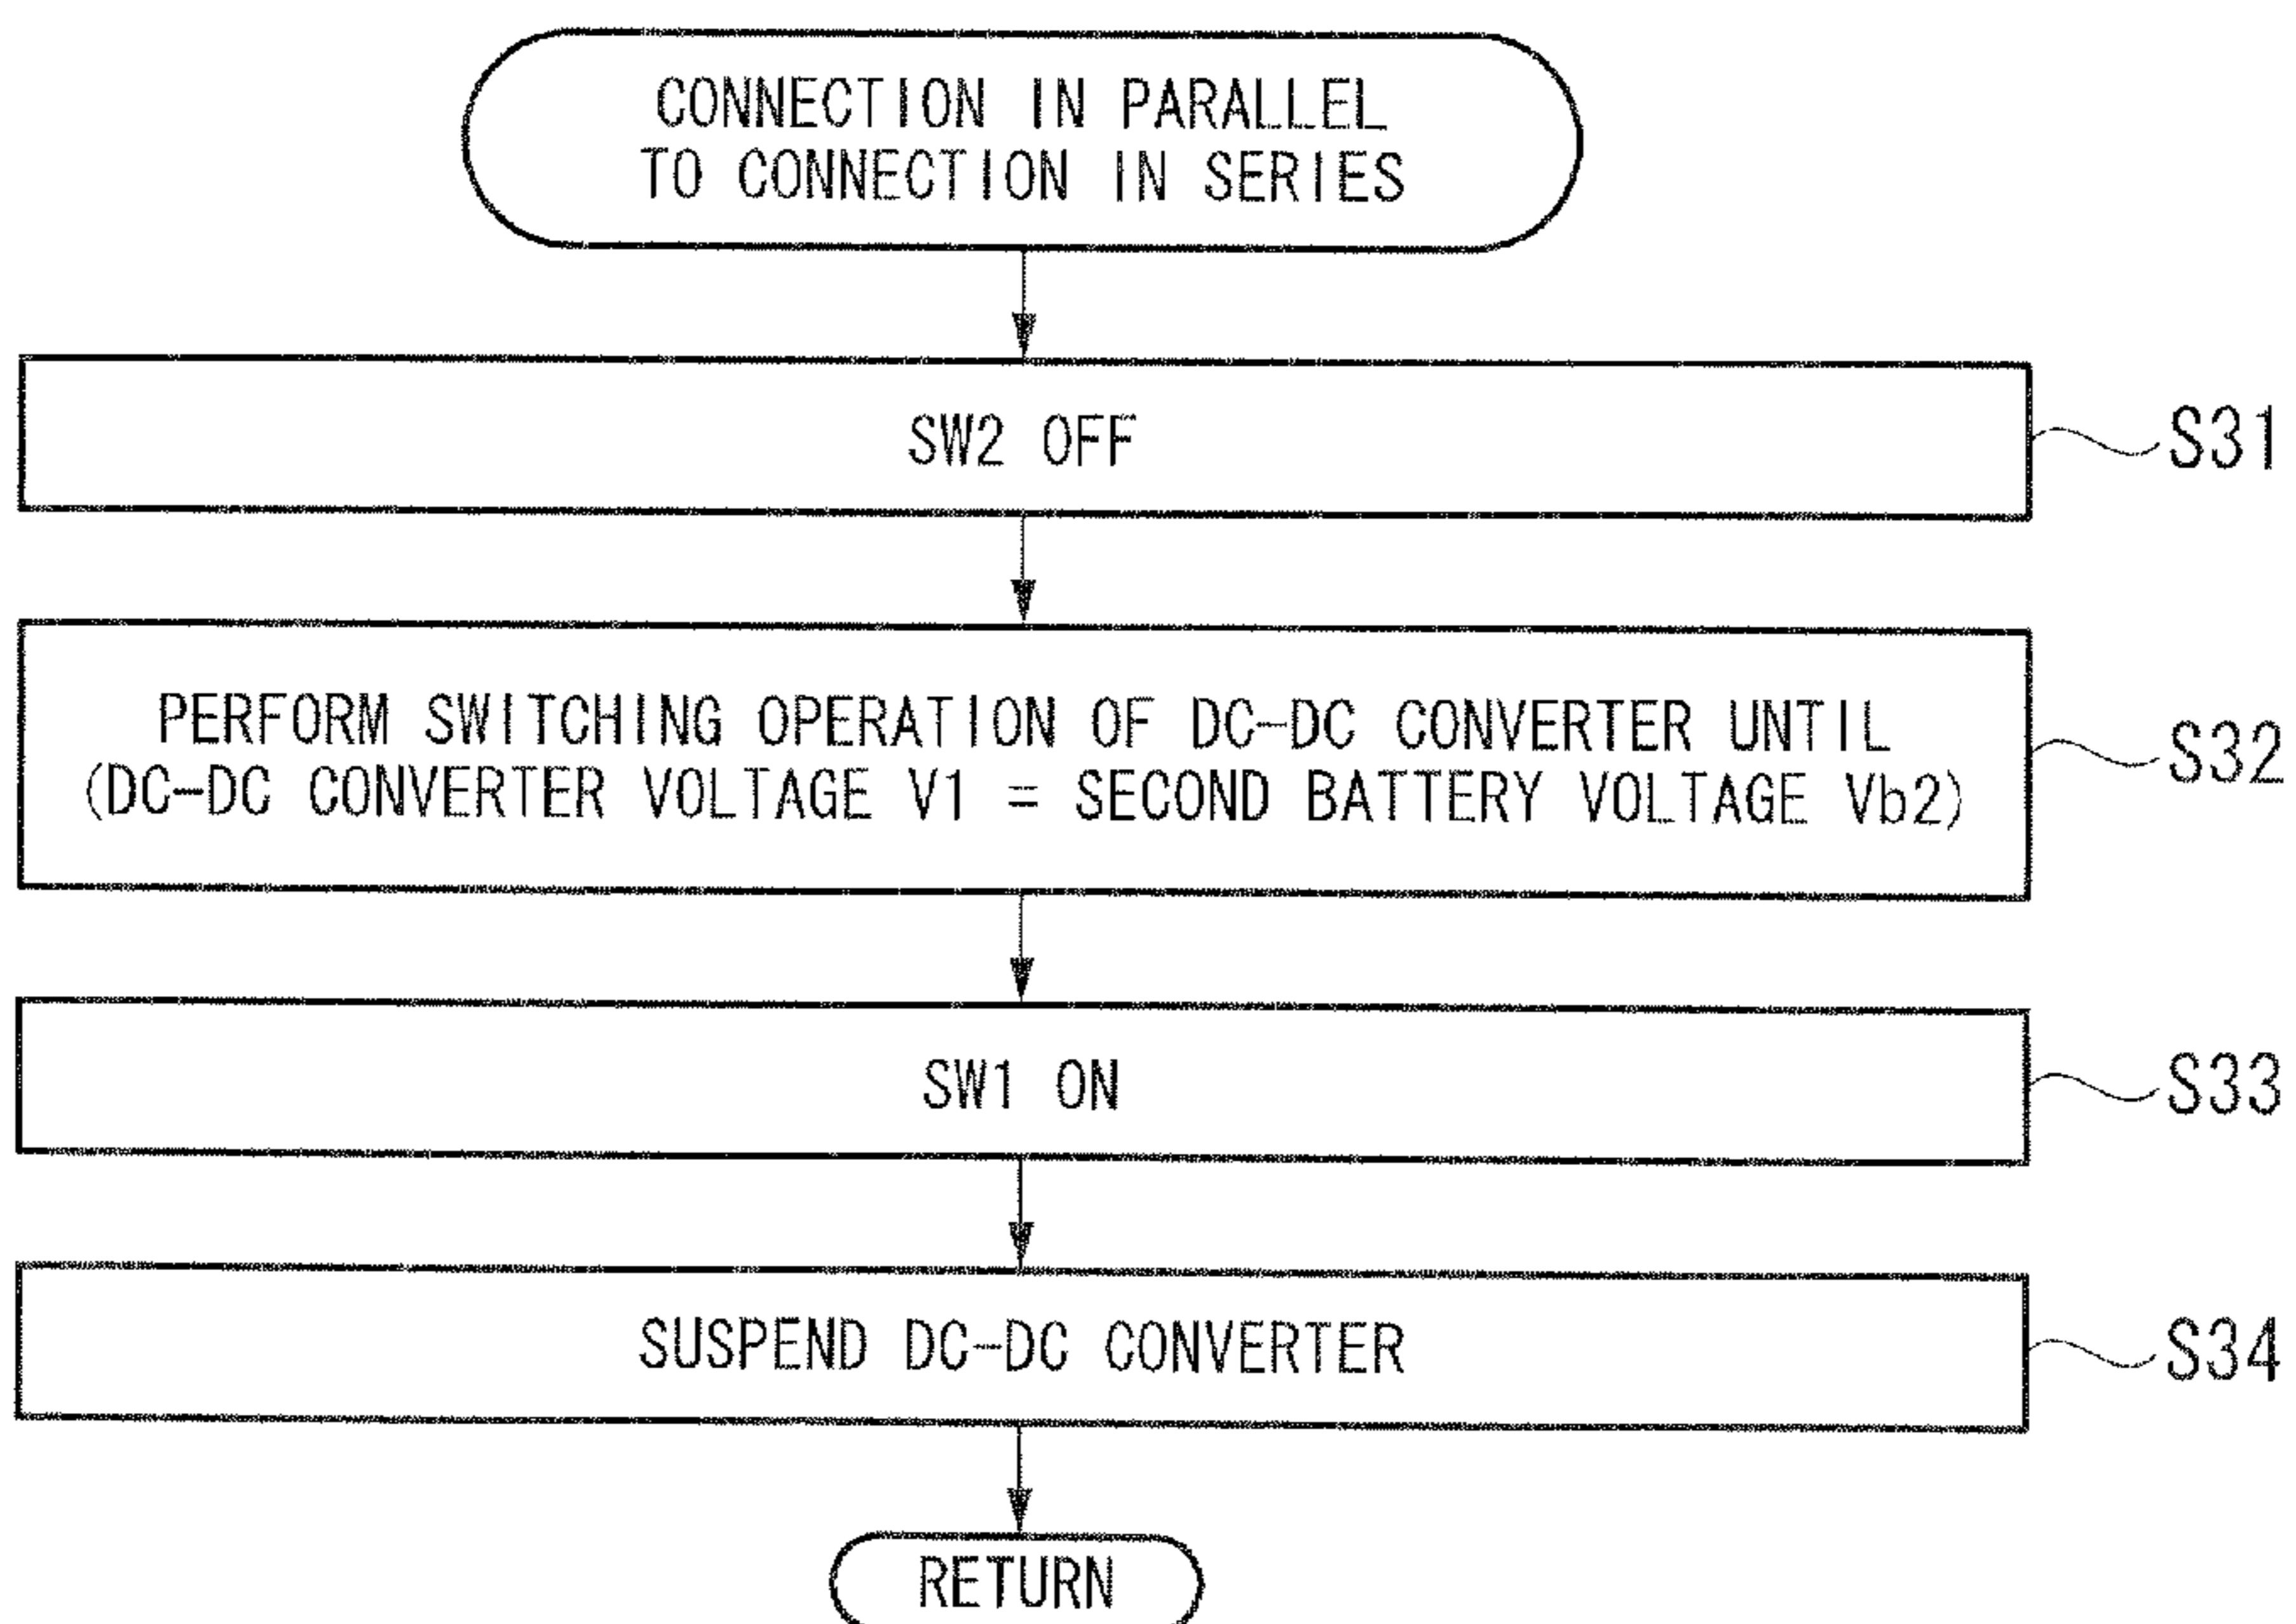 CONNECTION IN PARALLEL
TO CONNECTION IN SERIES
SW2 OFF
S31
PERFORM SWITCHING OPERATION OF DC-DC CONVERTER UNTIL
(DC-DC CONVERTER VOLTAGE V1 = SECOND BATTERY VOLTAGE Vb2)
S32
SW1 ON
S33
SUSPEND DC-DC CONVERTER
S34
RETURN